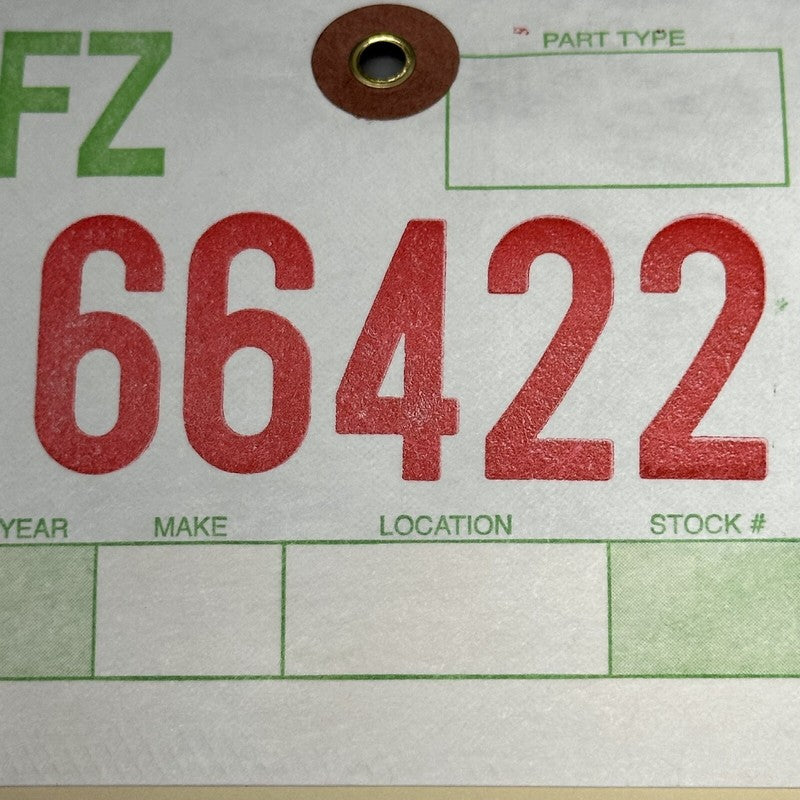 FZ
PART TYPE
66422
YEAR MAKE LOCATION STOCK #